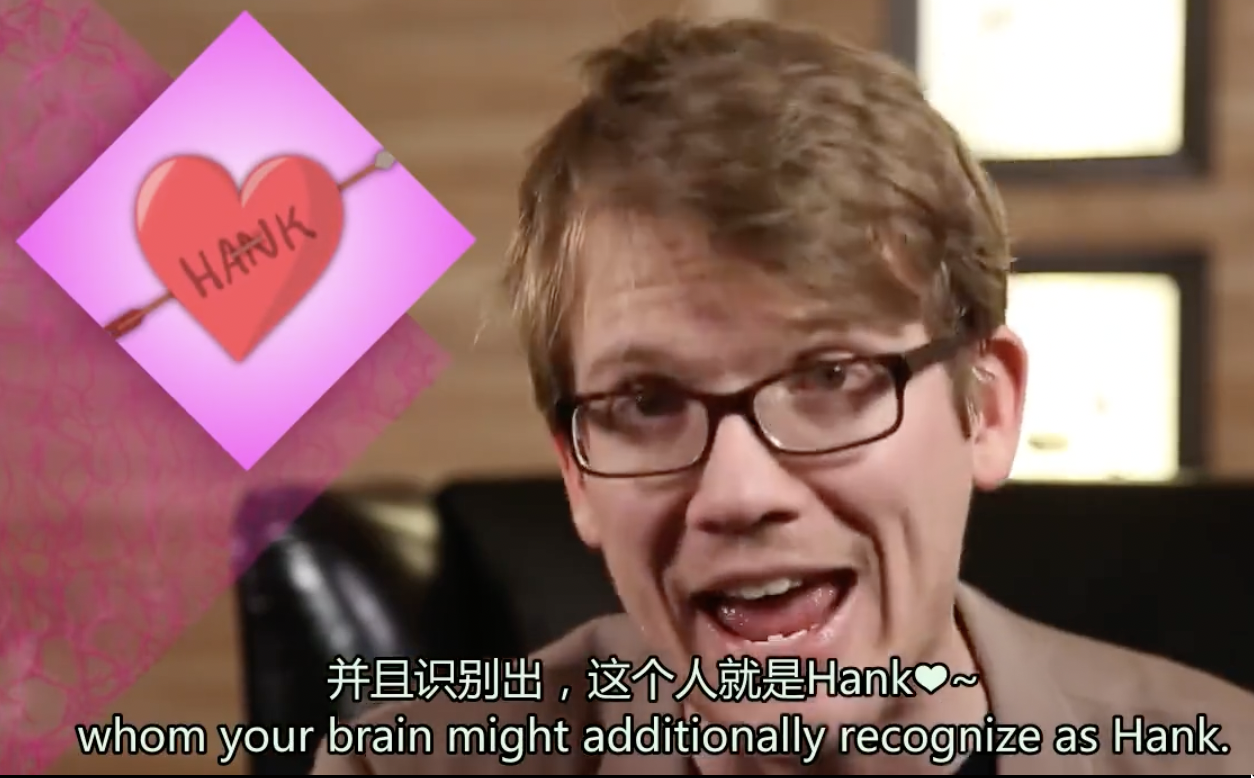 HANK
并且识别出，这个人就是Hank❤~
whom your brain might additionally recognize as Hank.